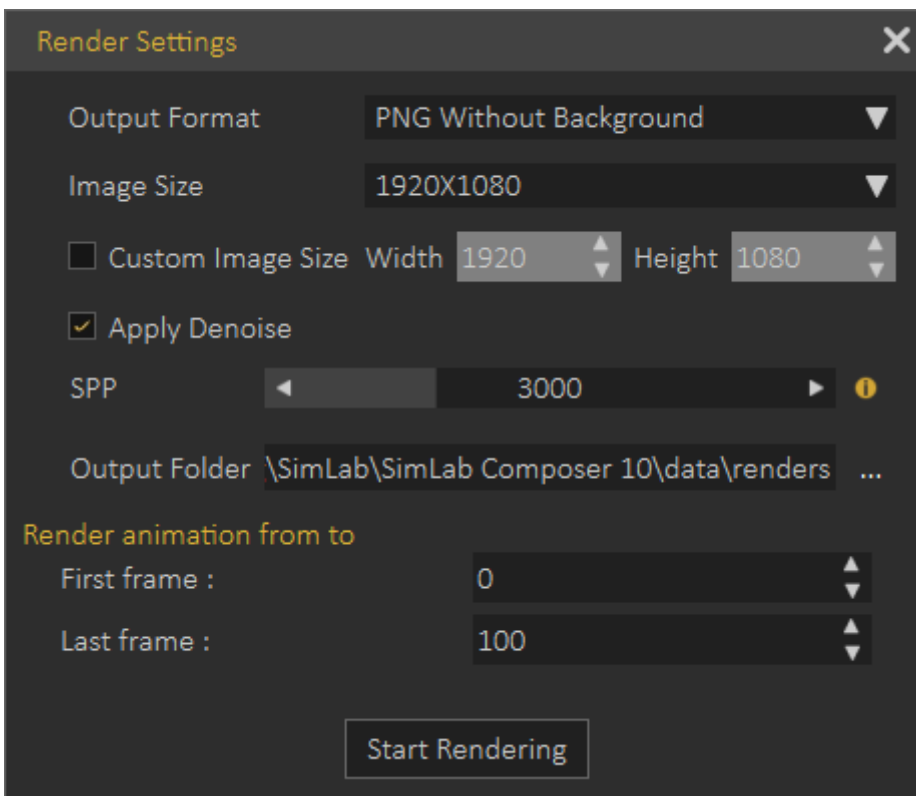 Render Settings
Output Format PNG Without Background
Image Size 1920X1080
Custom Image Size Width 1920 Height 1080
Apply Denoise
SPP 3000
Output Folder \SimLab\SimLab Composer 10\data\renders ...
Render animation from to
First frame : 0
Last frame : 100
Start Rendering